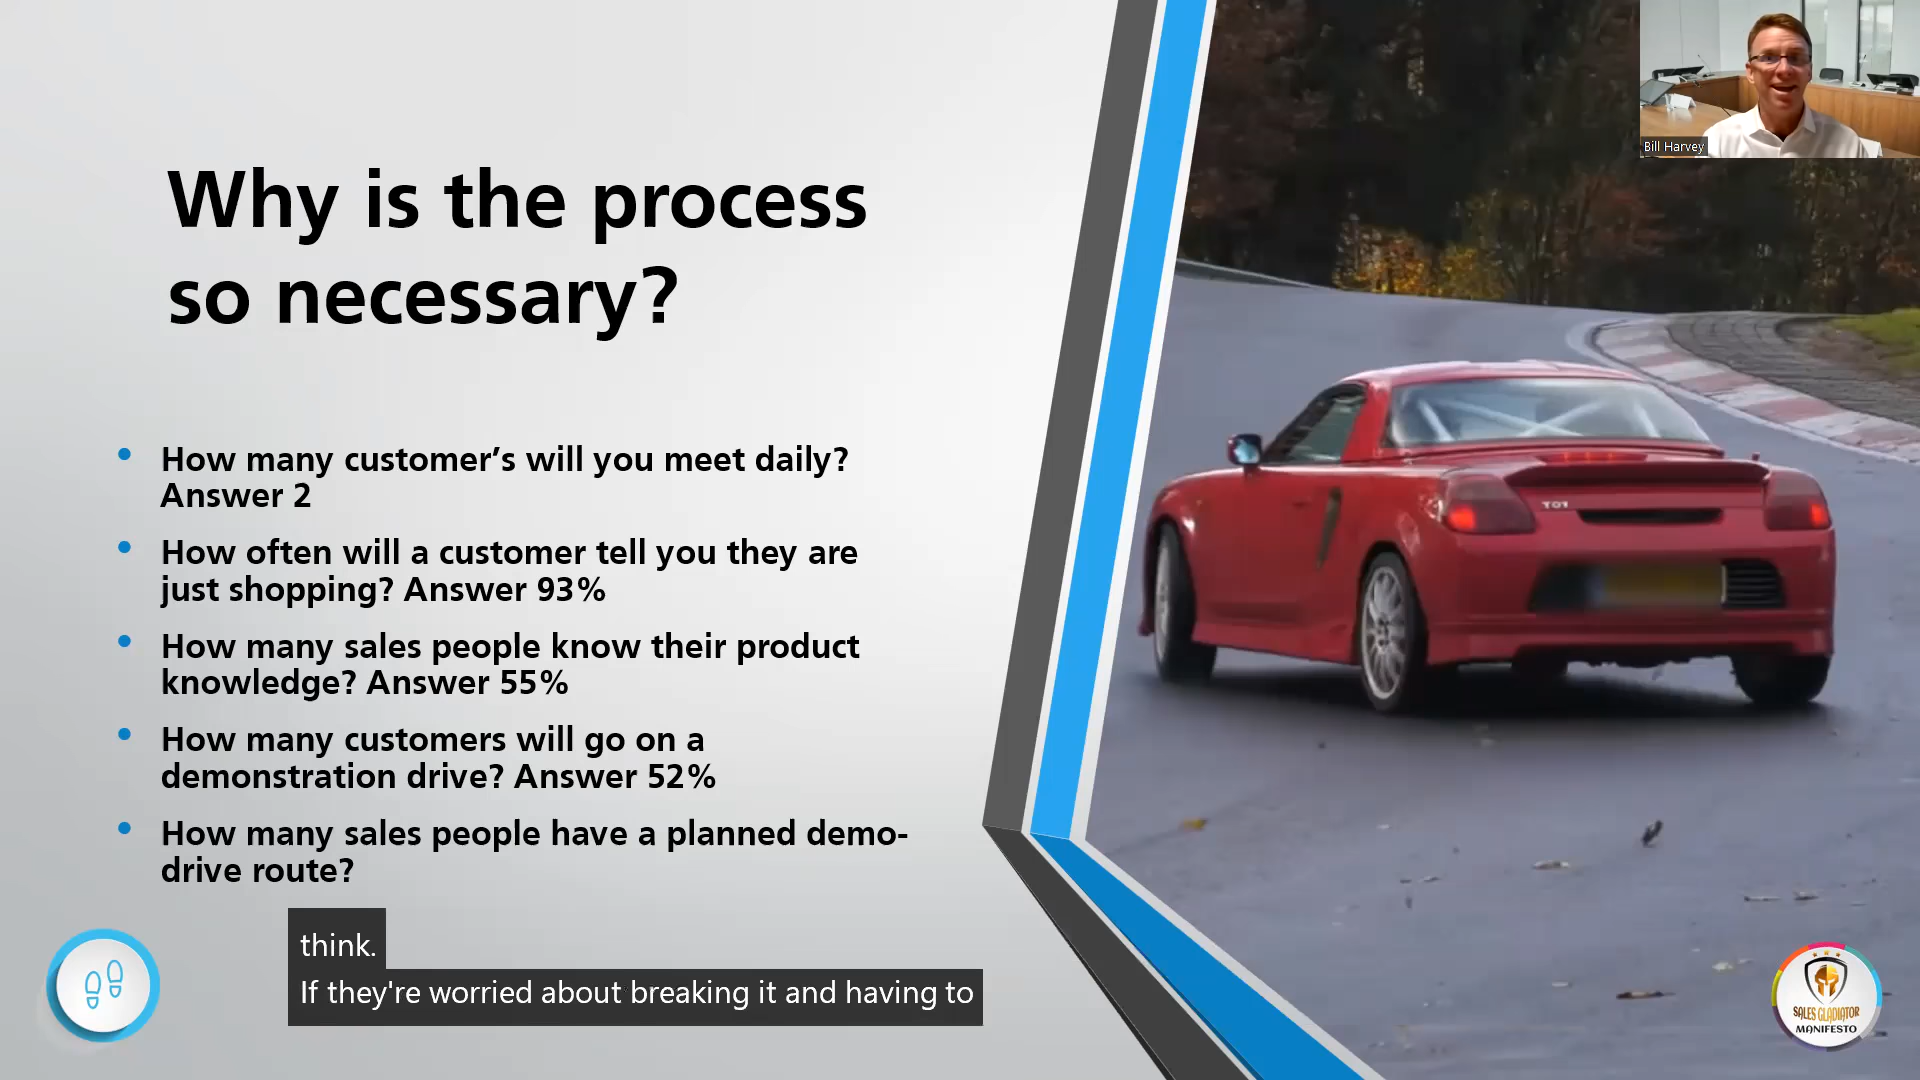 Bill Harvey
Why is the process
so necessary?
How many customer’s will you meet daily?
Answer 2
How often will a customer tell you they are
just shopping? Answer 93%
How many sales people know their product
knowledge? Answer 55%
How many customers will go on a
demonstration drive? Answer 52%
How many sales people have a planned demo-
drive route?
think.
If they're worried about breaking it and having to
SALES GLADIATOR
MANIFESTO